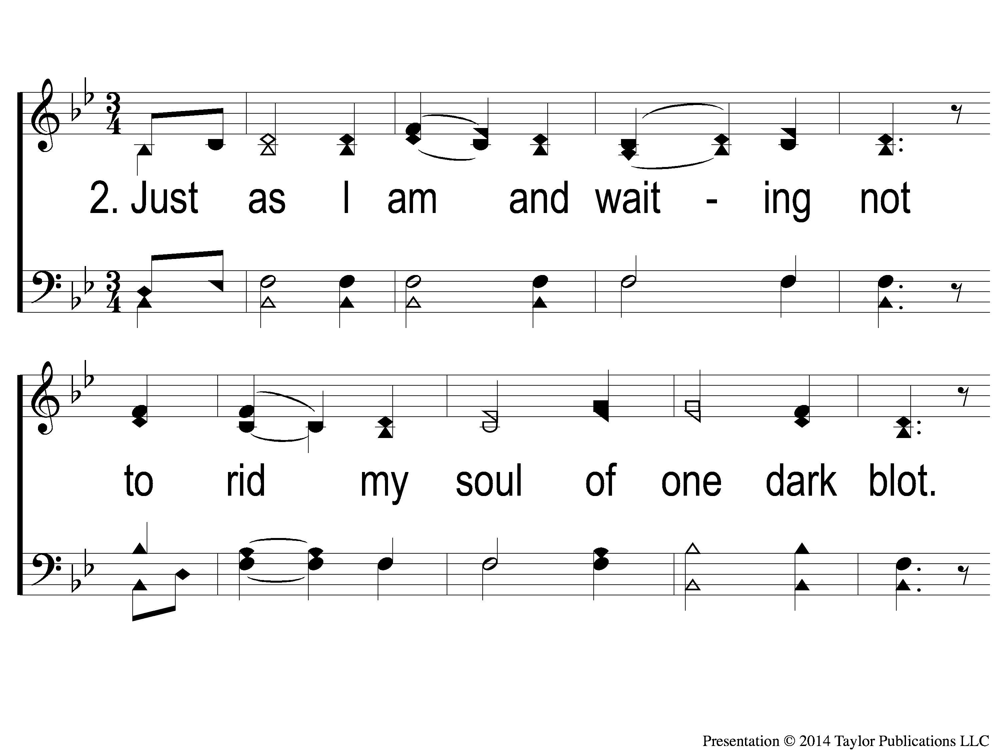 2. Just as I am and wait - ing not
to rid my soul of one dark blot.
Presentation © 2014 Taylor Publications LLC